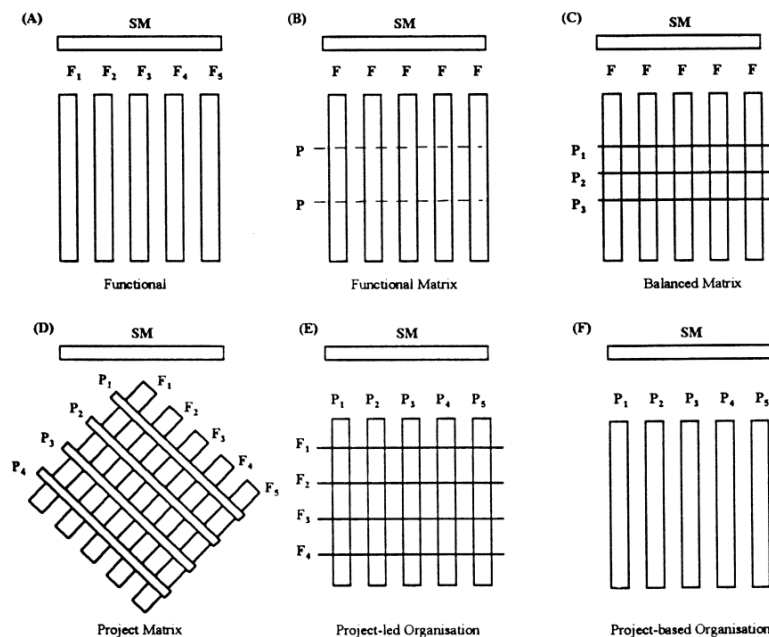 (A) (B) (C)
SM SM SM
F₁ F₂ F₃ F₄ F₅ F F F F F F F F F F
P P₁
P₂
P P₃
Functional Functional Matrix Balanced Matrix
(D) (E) (F)
SM SM SM
P₁ F₁
P₂ F₂
P₃ F₃
P₄ F₄
F₅
P₁ P₂ P₃ P₄ P₅ P₁ P₂ P₃ P₄ P₅
F₁
F₂
F₃
F₄
Project Matrix Project-led Organisation Project-based Organisation